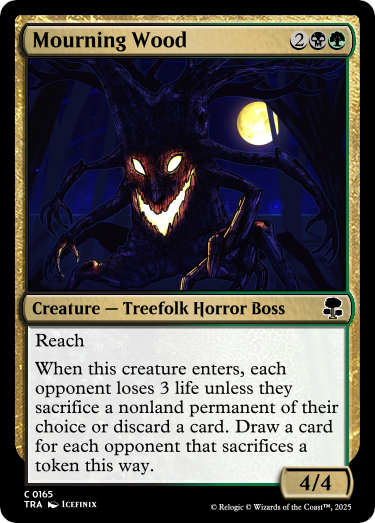 Mourning Wood 2
Creature — Treefolk Horror Boss
Reach
When this creature enters, each
opponent loses 3 life unless they
sacrifice a nonland permanent of their
choice or discard a card. Draw a card
for each opponent that sacrifices a
token this way.
4/4
C 0165
TRA Icefinix
© Relogic © Wizards of the Coast™, 2025